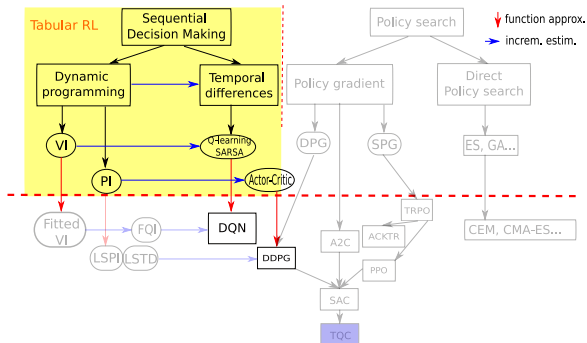 Tabular RL
Sequential
Decision Making
Policy search
function approx.
increm. estim.
Dynamic
programming
Temporal
differences
Policy gradient
Direct
Policy search
VI
Q-learning
SARSA
DPG
SPG
ES, GA...
PI
Actor-Critic
TRPO
Fitted
VI
FQI
DQN
A2C
ACKTR
CEM, CMA-ES...
LSPI
LSTD
DDPG
PPO
SAC
TQC